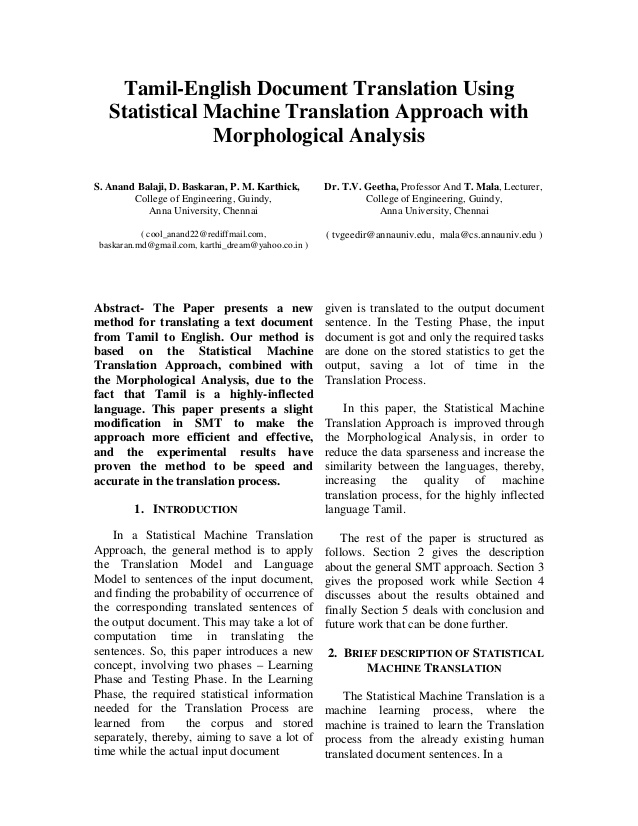 Tamil-English Document Translation Using
Statistical Machine Translation Approach with
Morphological Analysis
S. Anand Balaji, D. Baskaran, P. M. Karthick,
College of Engineering, Guindy,
Anna University, Chennai
( cool_anand22@rediffmail.com,
baskaran.md@gmail.com, karthi_dream@yahoo.co.in )
Dr. T.V. Geetha, Professor And T. Mala, Lecturer,
College of Engineering, Guindy,
Anna University, Chennai
( tvgeedir@annauniv.edu, mala@cs.annauniv.edu )
Abstract- The Paper presents a new
method for translating a text document
from Tamil to English. Our method is
based on the Statistical Machine
Translation Approach, combined with
the Morphological Analysis, due to the
fact that Tamil is a highly-inflected
language. This paper presents a slight
modification in SMT to make the
approach more efficient and effective,
and the experimental results have
proven the method to be speed and
accurate in the translation process.
1. INTRODUCTION
In a Statistical Machine Translation
Approach, the general method is to apply
the Translation Model and Language
Model to sentences of the input document,
and finding the probability of occurrence of
the corresponding translated sentences of
the output document. This may take a lot of
computation time in translating the
sentences. So, this paper introduces a new
concept, involving two phases – Learning
Phase and Testing Phase. In the Learning
Phase, the required statistical information
needed for the Translation Process are
learned from the corpus and stored
separately, thereby, aiming to save a lot of
time while the actual input document
given is translated to the output document
sentence. In the Testing Phase, the input
document is got and only the required tasks
are done on the stored statistics to get the
output, saving a lot of time in the
Translation Process.
In this paper, the Statistical Machine
Translation Approach is improved through
the Morphological Analysis, in order to
reduce the data sparseness and increase the
similarity between the languages, thereby,
increasing the quality of machine
translation process, for the highly inflected
language Tamil.
The rest of the paper is structured as
follows. Section 2 gives the description
about the general SMT approach. Section 3
gives the proposed work while Section 4
discusses about the results obtained and
finally Section 5 deals with conclusion and
future work that can be done further.
2. BRIEF DESCRIPTION OF STATISTICAL
MACHINE TRANSLATION
The Statistical Machine Translation is a
machine learning process, where the
machine is trained to learn the Translation
process from the already existing human
translated document sentences. In a